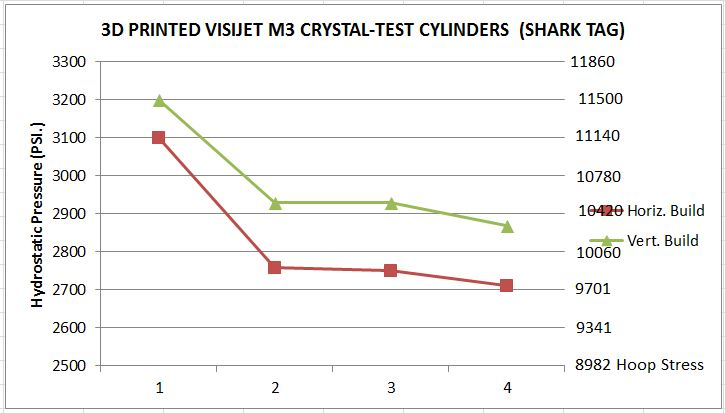 3D PRINTED VISIJET M3 CRYSTAL-TEST CYLINDERS (SHARK TAG)
Hydrostatic Pressure (PSI.)
3300 11860
3200 11500
3100 11140
3000 10780
2900 10420 Horiz. Build
Vert. Build
2800 10060
2700 9701
2600 9341
2500 8982 Hoop Stress
1 2 3 4